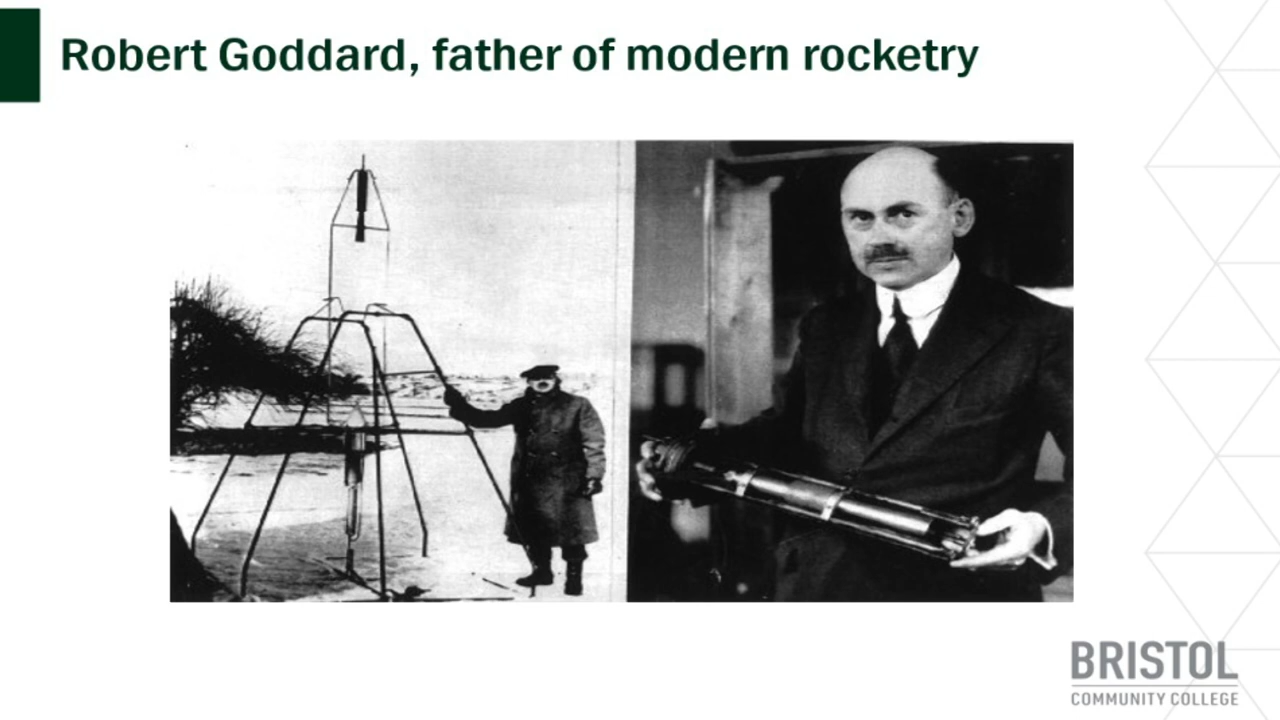 Robert Goddard, father of modern rocketry
BRISTOL
COMMUNITY COLLEGE